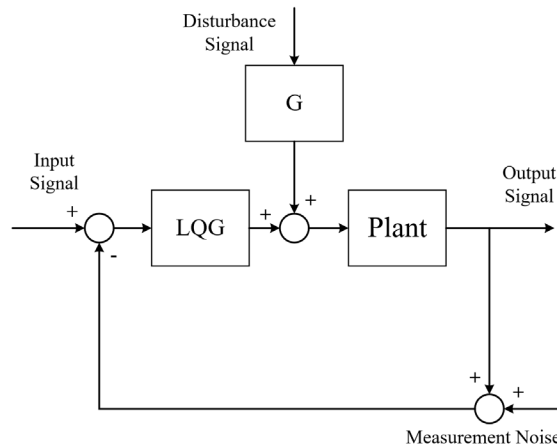 Disturbance
Signal
G
Input
Signal
Output
Signal
+
+
+
LQG
Plant
-
+
+
Measurement Noise